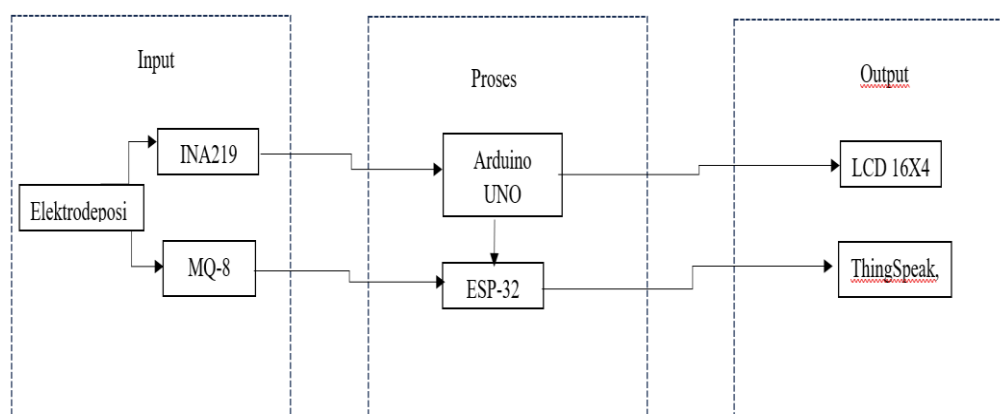 Input
Proses
Output
INA219
Arduino
UNO
LCD 16X4
Elektrodeposi
MQ-8
ESP-32
ThingSpeak,